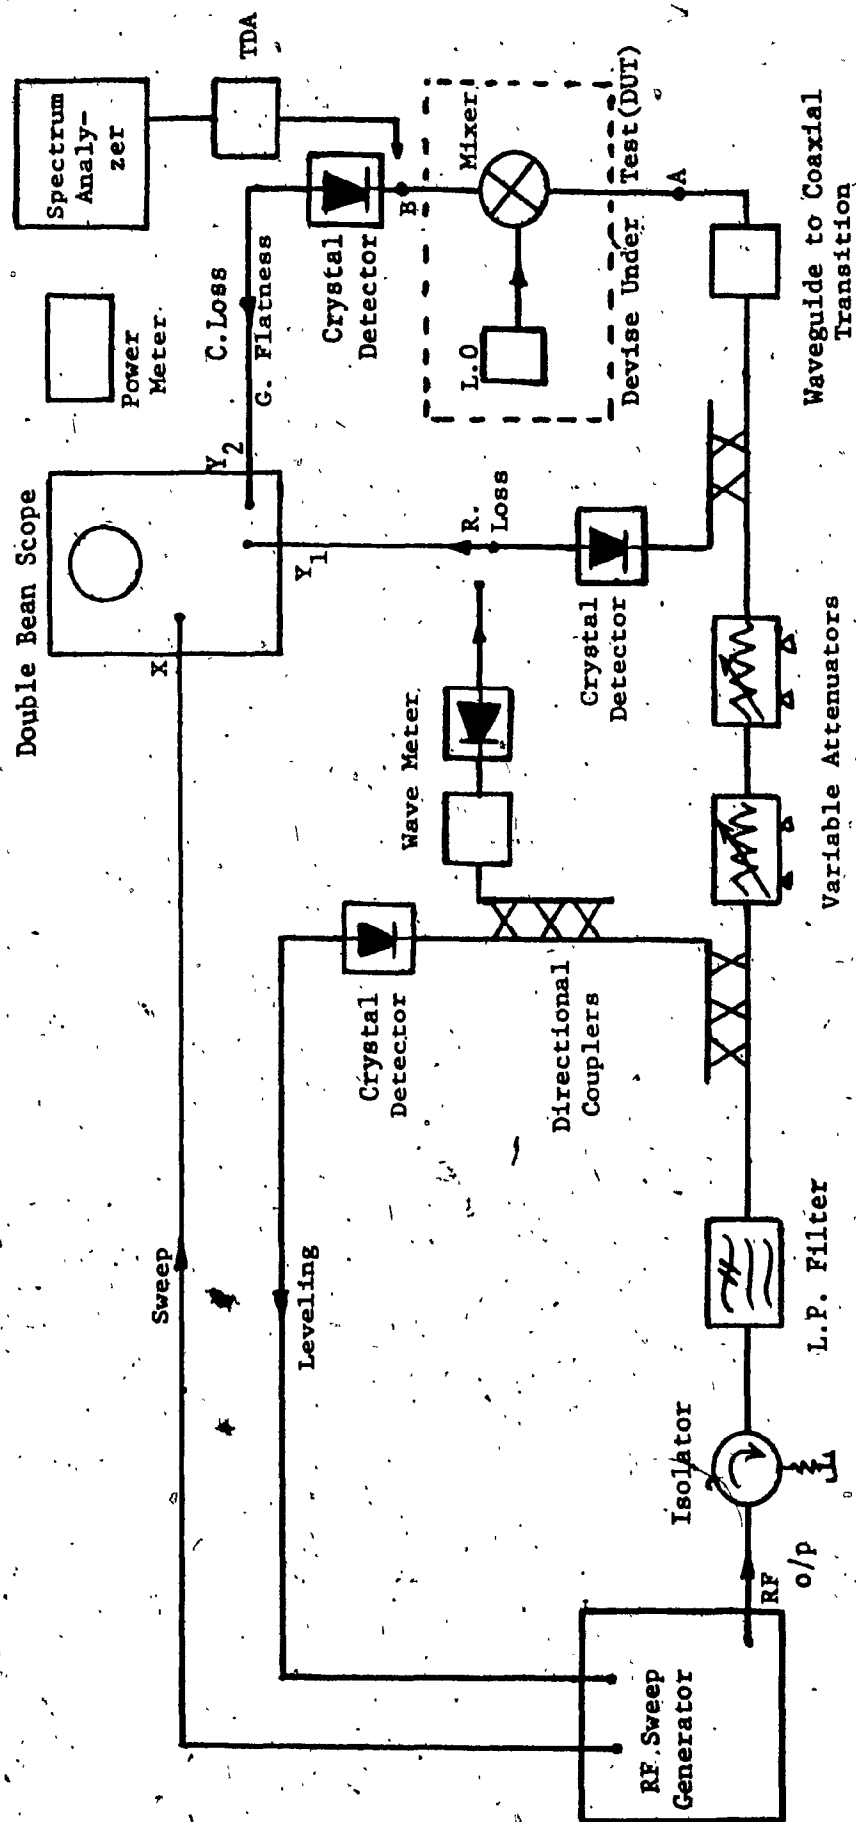 Double Bean Scope
X
Y1
Y2
Power
Meter
Spectrum
Analy-
zer
TDA
Sweep
C.Loss
G. Flatness
Leveling
Crystal
Detector
Wave Meter
R.
Loss
Crystal
Detector
B
Mixer
L.O
Devise Under Test(DUT)
A
Directional
Couplers
Crystal
Detector
RF Sweep
Generator
RF
o/p
Isolator
L.P. Filter
Variable Attenuators
Waveguide to Coaxial
Transition